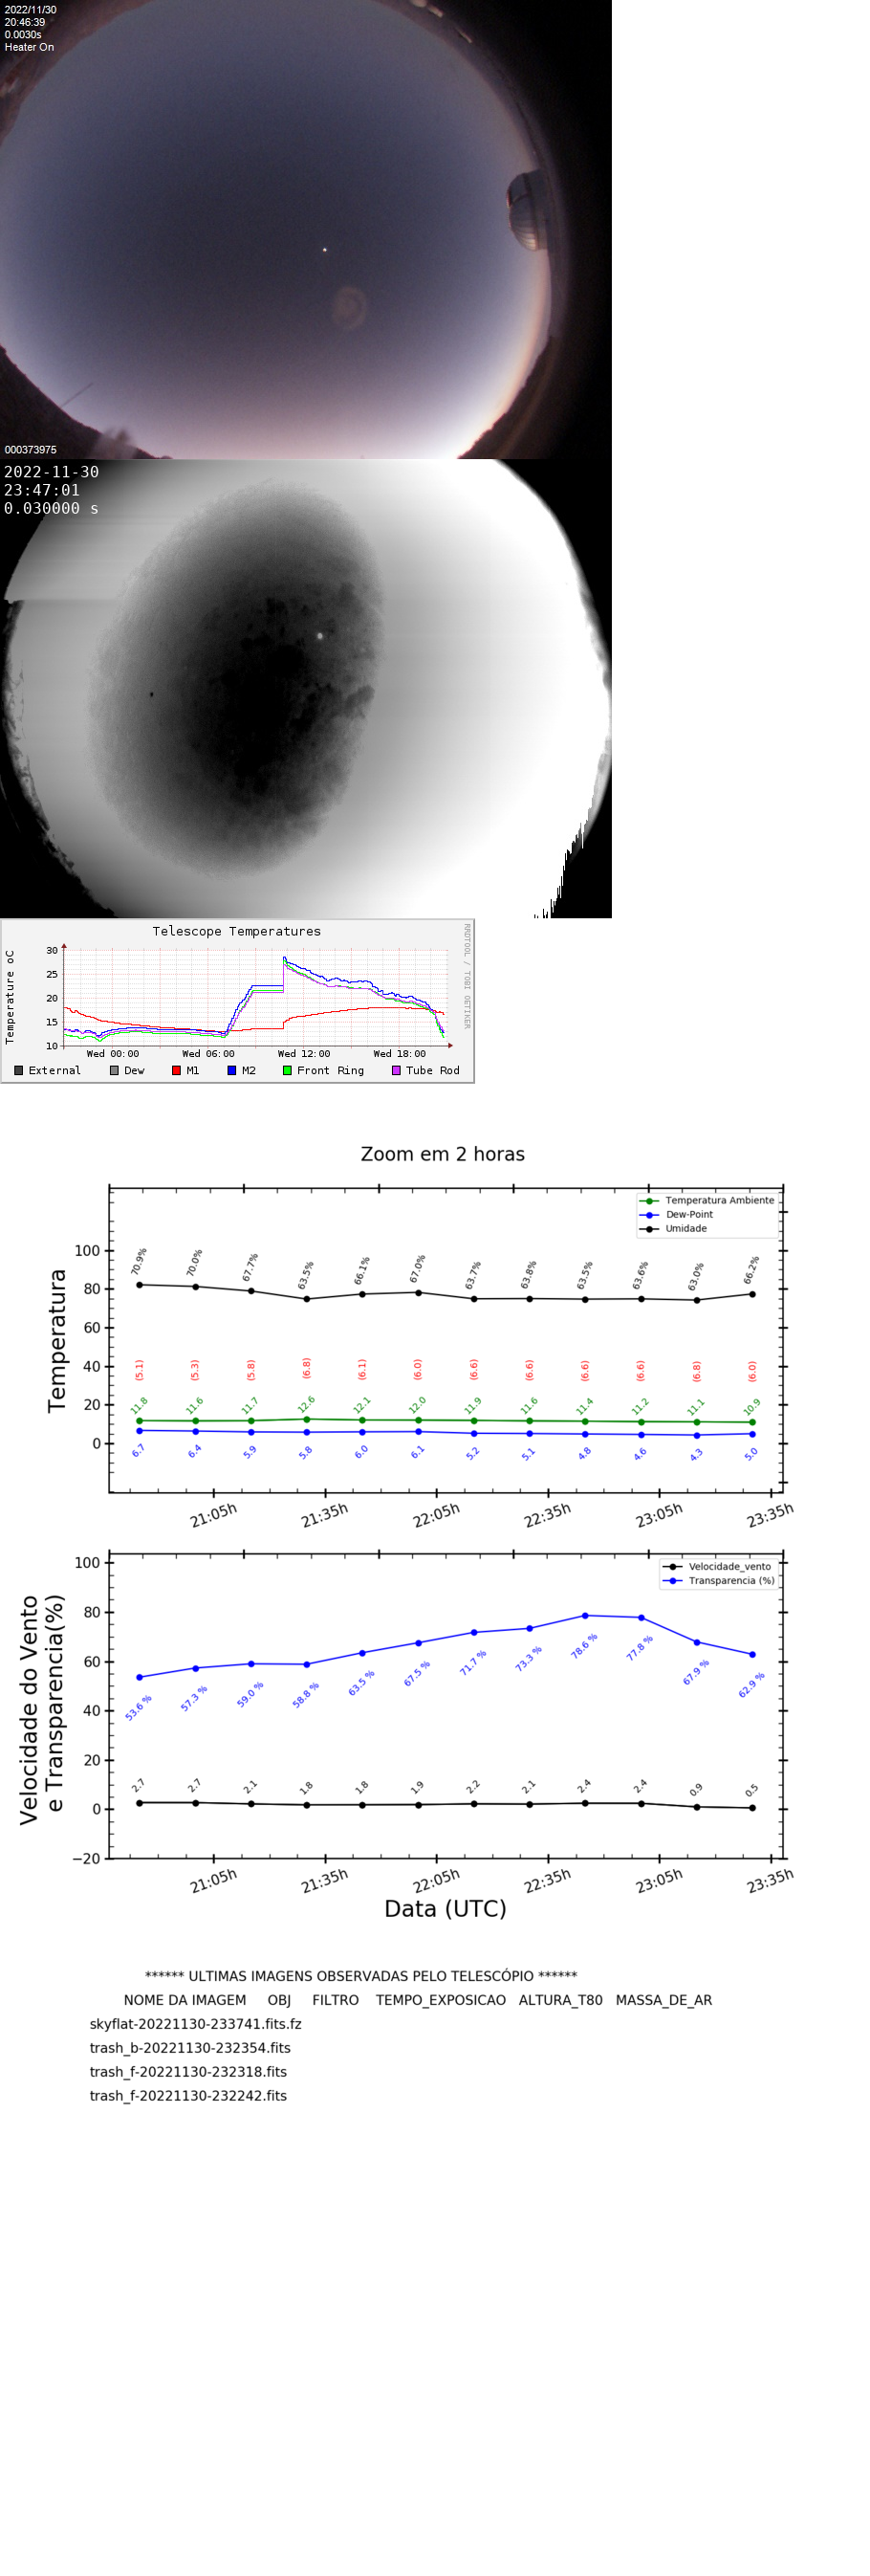 2022/11/30
20:46:39
0.0030s
Heater On
000373975
2022-11-30
23:47:01
0.030000 s
Telescope Temperatures
RRDTOOL / TOBI OETIKER
Temperature oC
30
25
20
15
10
Wed 00:00 Wed 06:00 Wed 12:00 Wed 18:00
External Dew M1 M2 Front Ring Tube Rod
Zoom em 2 horas
Temperatura Ambiente
Dew-Point
Umidade
Temperatura
100
80
60
40
20
0
70.9% 70.0% 67.7% 63.5% 66.1% 67.0% 63.7% 63.8% 63.5% 63.6% 63.0% 66.2%
(5.1) (5.3) (5.8) (6.8) (6.1) (6.0) (6.6) (6.6) (6.6) (6.6) (6.8) (6.0)
11.8 11.6 11.7 12.6 12.1 12.0 11.9 11.6 11.4 11.2 11.1 10.9
6.7 6.4 5.9 5.8 6.0 6.1 5.2 5.1 4.8 4.6 4.3 5.0
21:05h 21:35h 22:05h 22:35h 23:05h 23:35h
Velocidade_vento
Transparencia (%)
Velocidade do Vento
e Transparencia(%)
100
80
60
40
20
0
−20
53.6 % 57.3 % 59.0 % 58.8 % 63.5 % 67.5 % 71.7 % 73.3 % 78.6 % 77.8 % 67.9 % 62.9 %
2.7 2.7 2.1 1.8 1.8 1.9 2.2 2.1 2.4 2.4 0.9 0.5
21:05h 21:35h 22:05h 22:35h 23:05h 23:35h
Data (UTC)
****** ULTIMAS IMAGENS OBSERVADAS PELO TELESCÓPIO ******
NOME DA IMAGEM OBJ FILTRO TEMPO_EXPOSICAO ALTURA_T80 MASSA_DE_AR
skyflat-20221130-233741.fits.fz
trash_b-20221130-232354.fits
trash_f-20221130-232318.fits
trash_f-20221130-232242.fits